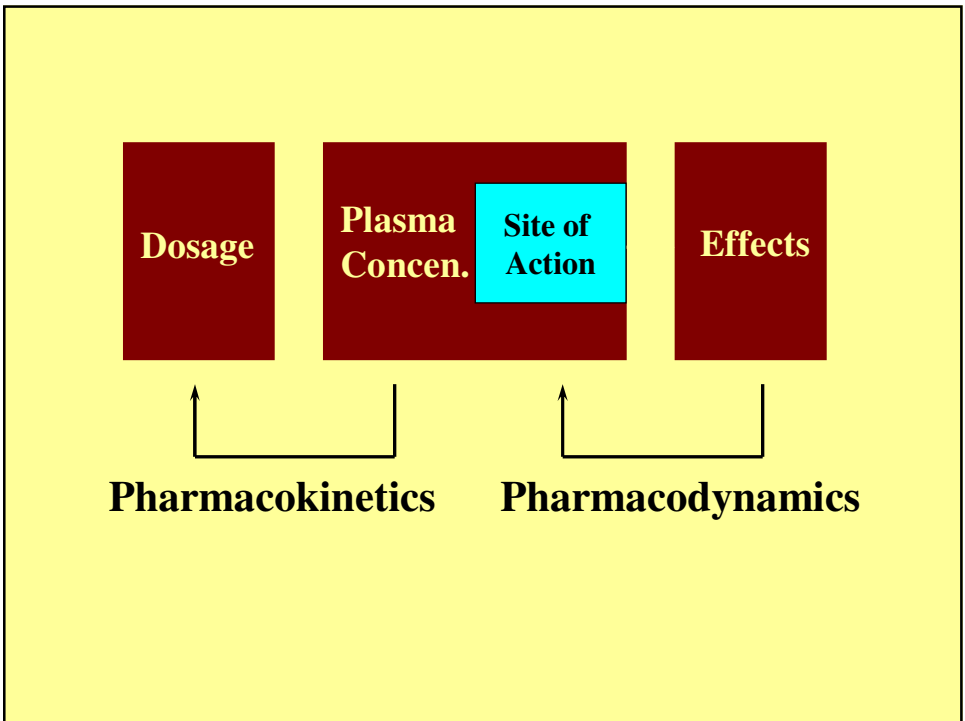 Dosage
Plasma
Concen.
Site of
Action
Effects
Pharmacokinetics
Pharmacodynamics